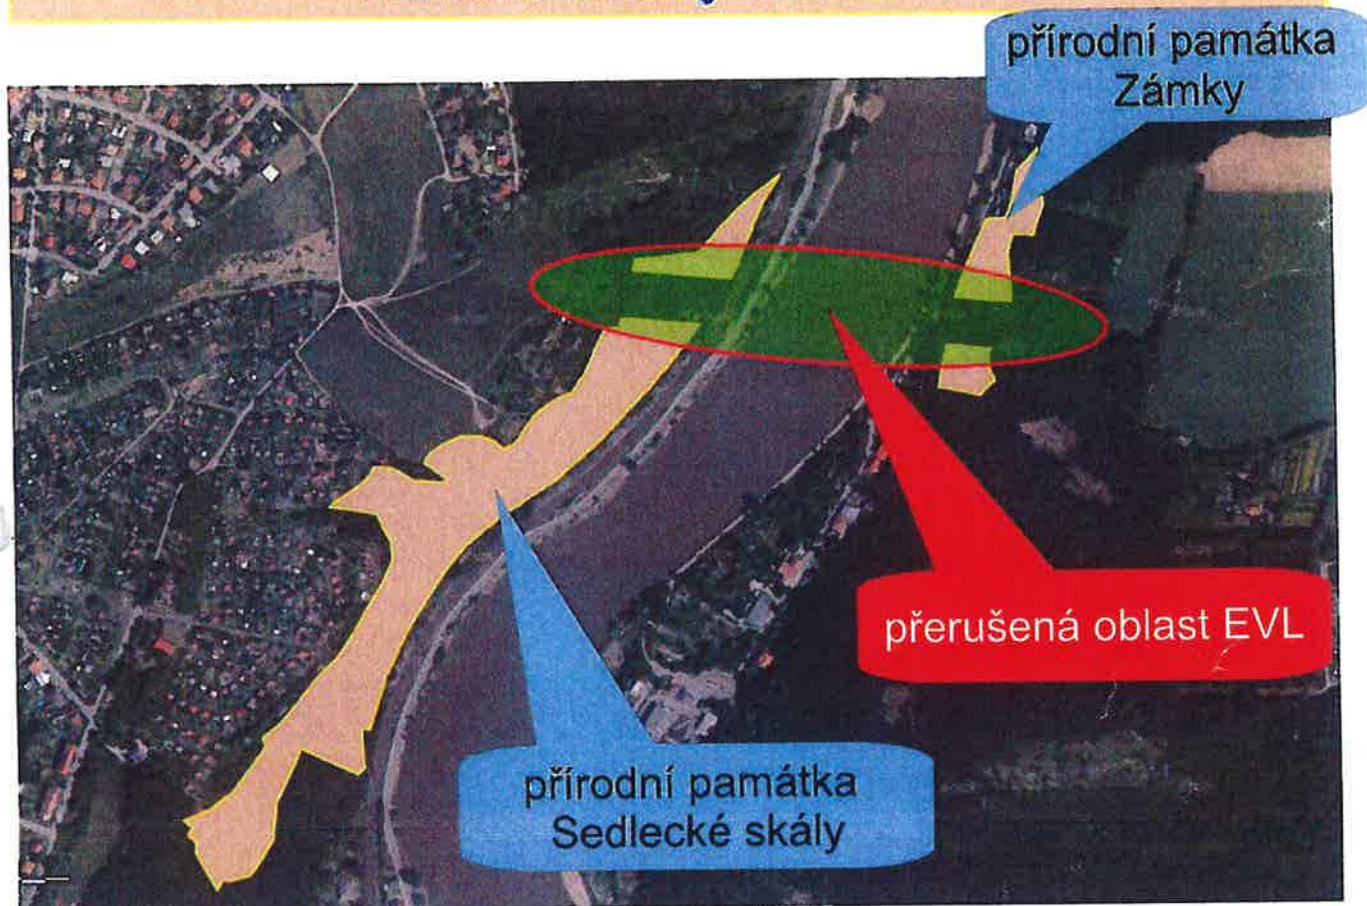 přírodní památka
Zámky
přerušená oblast EVL
přírodní památka
Sedlecké skály